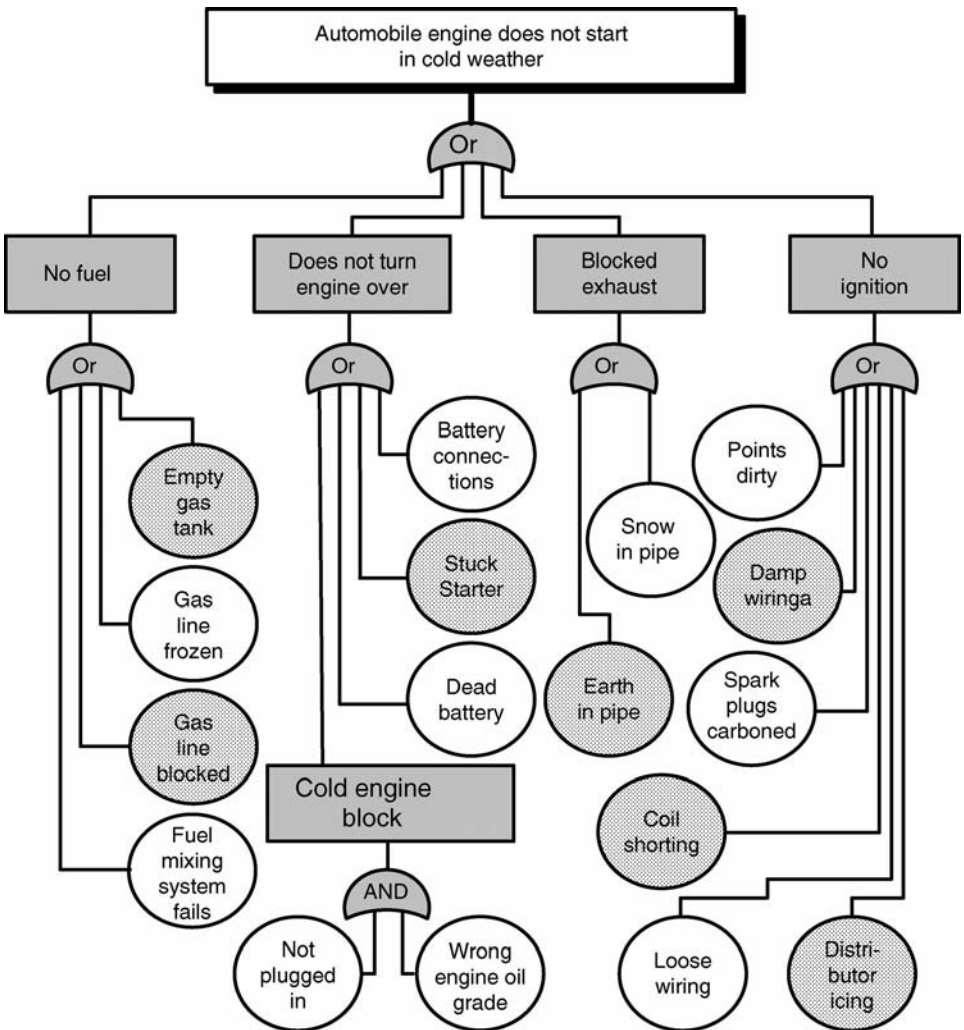 Automobile engine does not start
in cold weather
Or
No fuel
Does not turn
engine over
Blocked
exhaust
No
ignition
Or
Or
Or
Or
Empty
gas
tank
Gas
line
frozen
Gas
line
blocked
Fuel
mixing
system
fails
Battery
connec-
tions
Stuck
Starter
Dead
battery
Cold engine
block
AND
Not
plugged
in
Wrong
engine oil
grade
Snow
in pipe
Earth
in pipe
Points
dirty
Damp
wiringa
Spark
plugs
carboned
Coil
shorting
Loose
wiring
Distri-
butor
icing